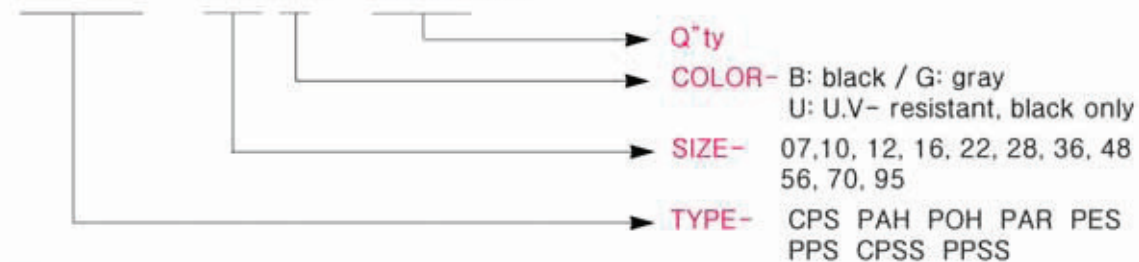 Q"ty
COLOR- B: black / G: gray
U: U.V- resistant, black only
SIZE- 07,10, 12, 16, 22, 28, 36, 48
56, 70, 95
TYPE- CPS PAH POH PAR PES
PPS CPSS PPSS